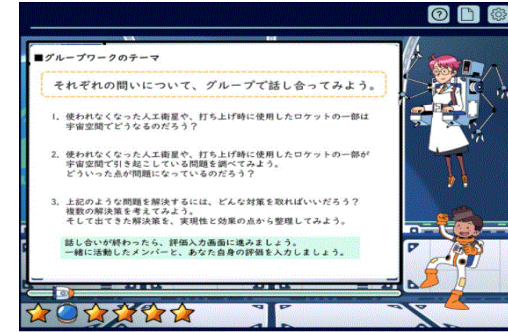 ■グループワークのテーマ
それぞれの問いについて、グループで話し合ってみよう。
1. 使われなくなった人工衛星や、打ち上げ時に使用したロケットの一部は
宇宙空間でどうなるのだろう？
2. 使われなくなった人工衛星や、打ち上げ時に使用したロケットの一部が
宇宙空間で引き起こしている問題を調べてみよう。
どういった点が問題になっているのだろう？
3. 上記のような問題を解決するには、どんな対策を取ればいいだろう？
複数の解決策を考えてみよう。
そして出てきた解決策を、実現性と効果の点から整理してみよう。
話し合いが終わったら、評価入力画面に進みましょう。
一緒に活動したメンバーと、あなた自身の評価を入力しましょう。